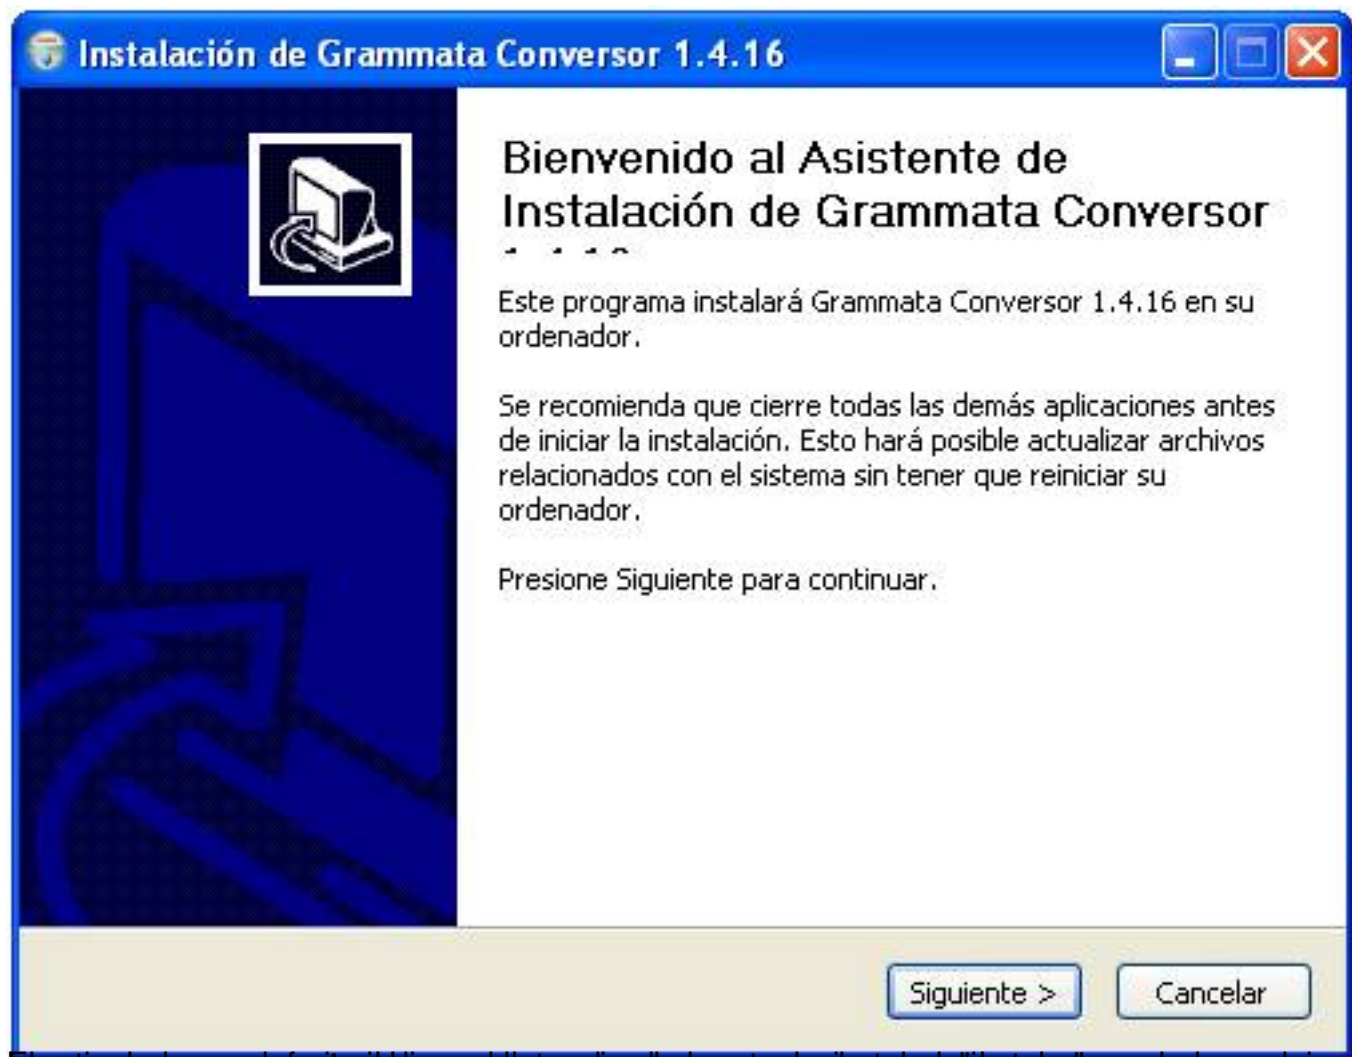 Instalación de Grammata Conversor 1.4.16
Bienvenido al Asistente de
Instalación de Grammata Conversor
Este programa instalará Grammata Conversor 1.4.16 en su
ordenador.
Se recomienda que cierre todas las demás aplicaciones antes
de iniciar la instalación. Esto hará posible actualizar archivos
relacionados con el sistema sin tener que reiniciar su
ordenador.
Presione Siguiente para continuar.
Siguiente >
Cancelar